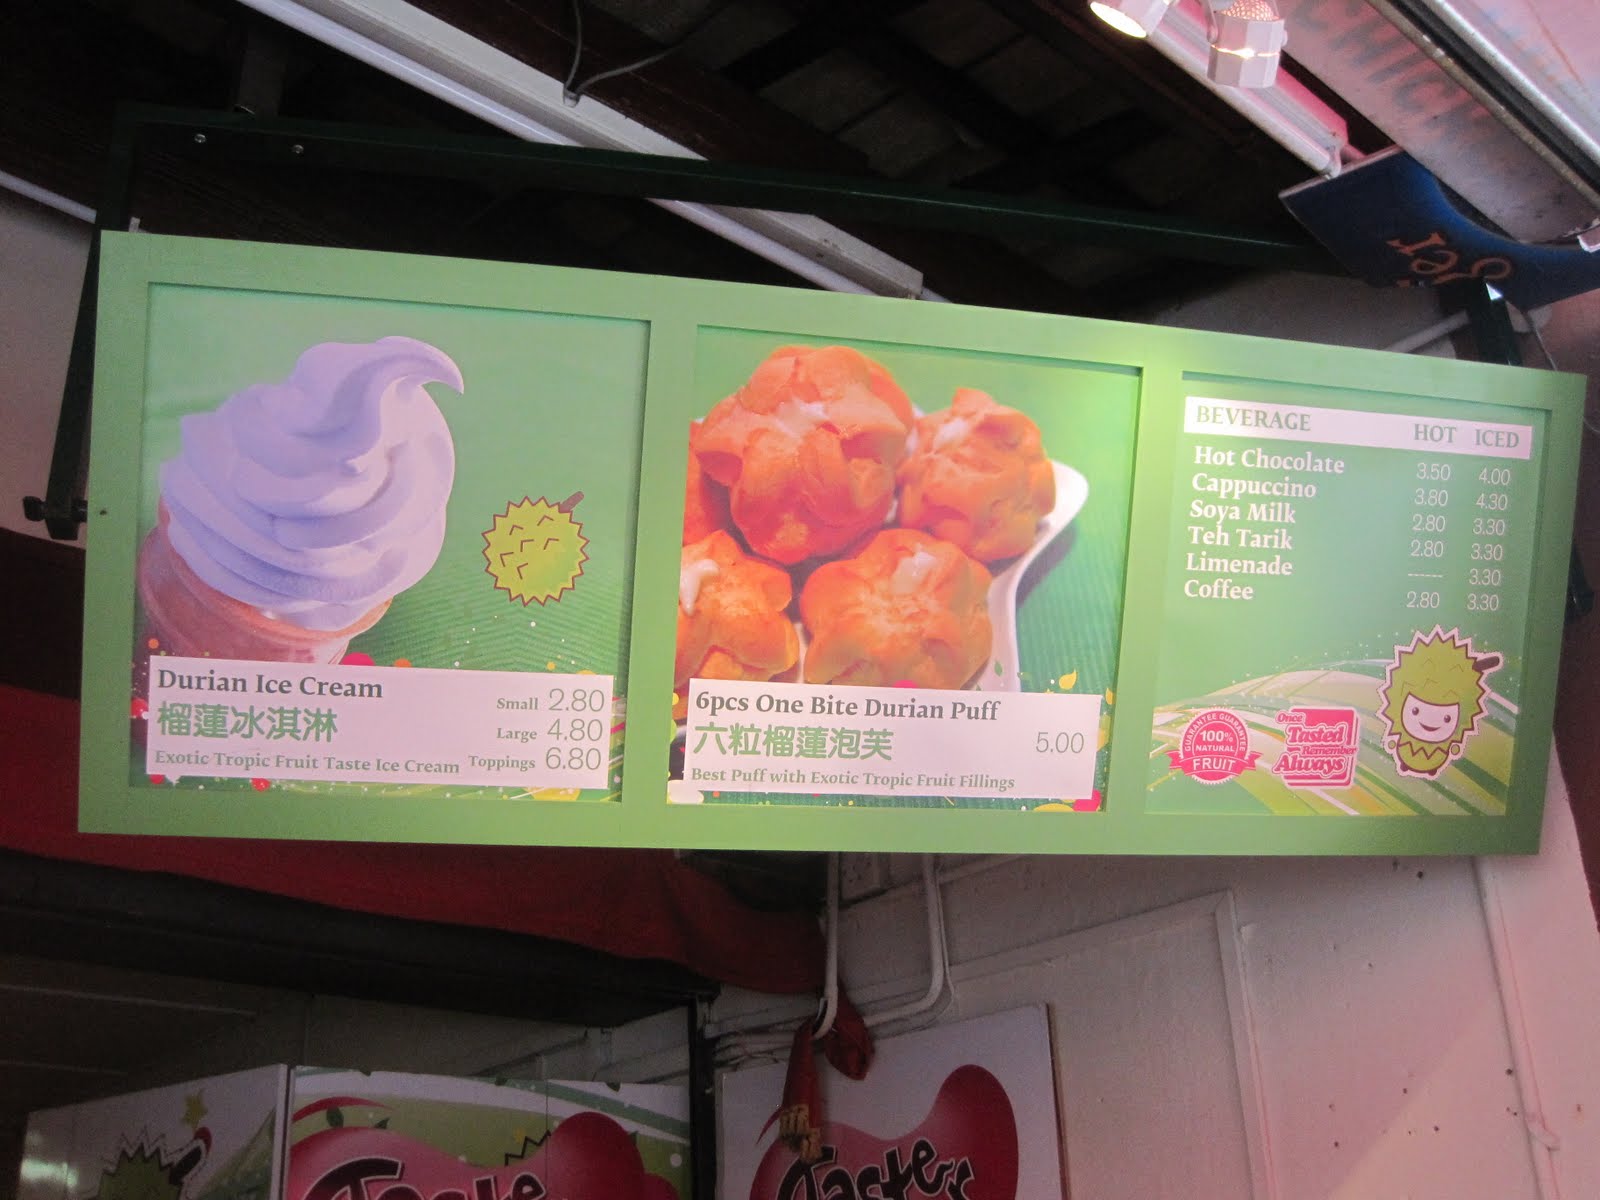 Durian Ice Cream
榴蓮冰淇淋
Exotic Tropic Fruit Taste Ice Cream
Small 2.80
Large 4.80
Toppings 6.80
6pcs One Bite Durian Puff
六粒榴蓮泡芙
5.00
Best Puff with Exotic Tropic Fruit Fillings
BEVERAGE HOT ICED
Hot Chocolate 3.50 4.00
Cappuccino 3.80 4.30
Soya Milk 2.80 3.30
Teh Tarik 2.80 3.30
Limenade ------ 3.30
Coffee 2.80 3.30
GUARANTEE GUARANTEE
100%
NATURAL
FRUIT
Once
Tasted
Remember
Always
Taste
Taste